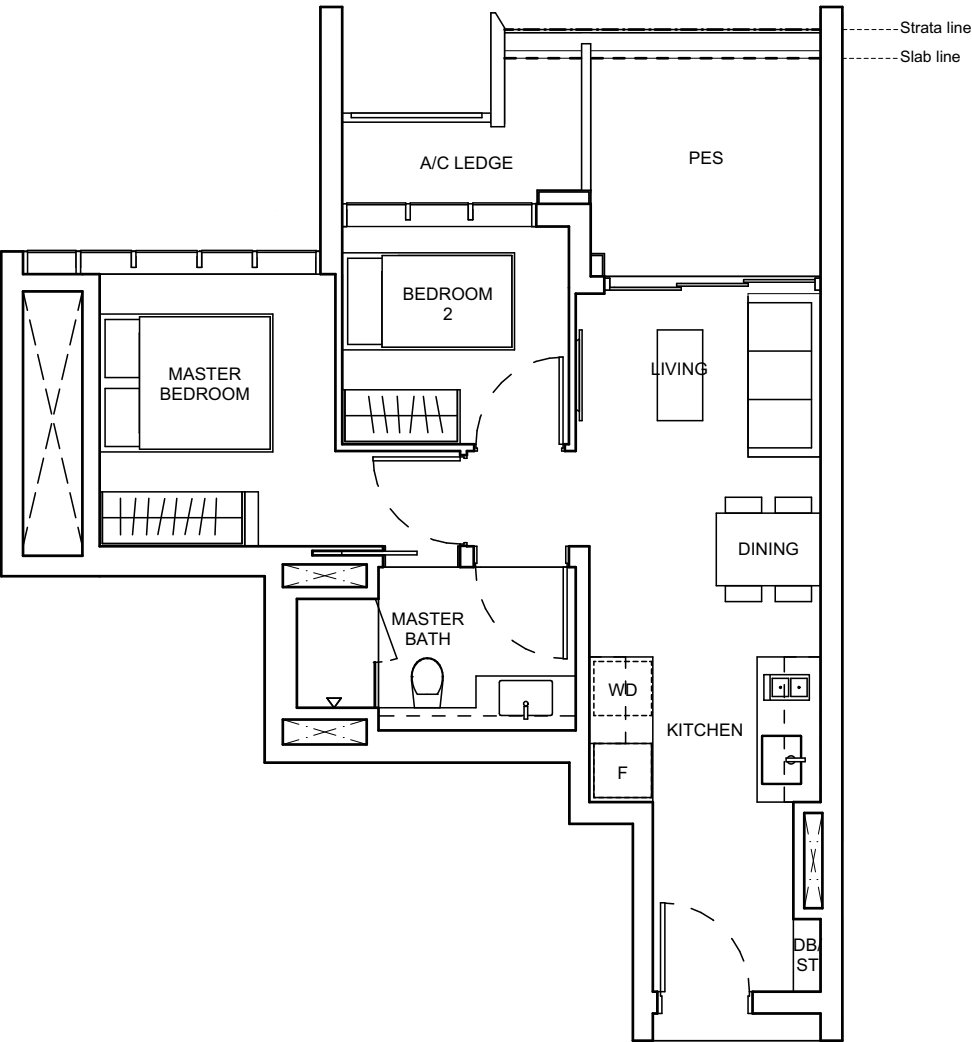 Strata line
Slab line
A/C LEDGE
PES
BEDROOM
2
MASTER
BEDROOM
LIVING
DINING
MASTER
BATH
WD
KITCHEN
F
DB/
ST